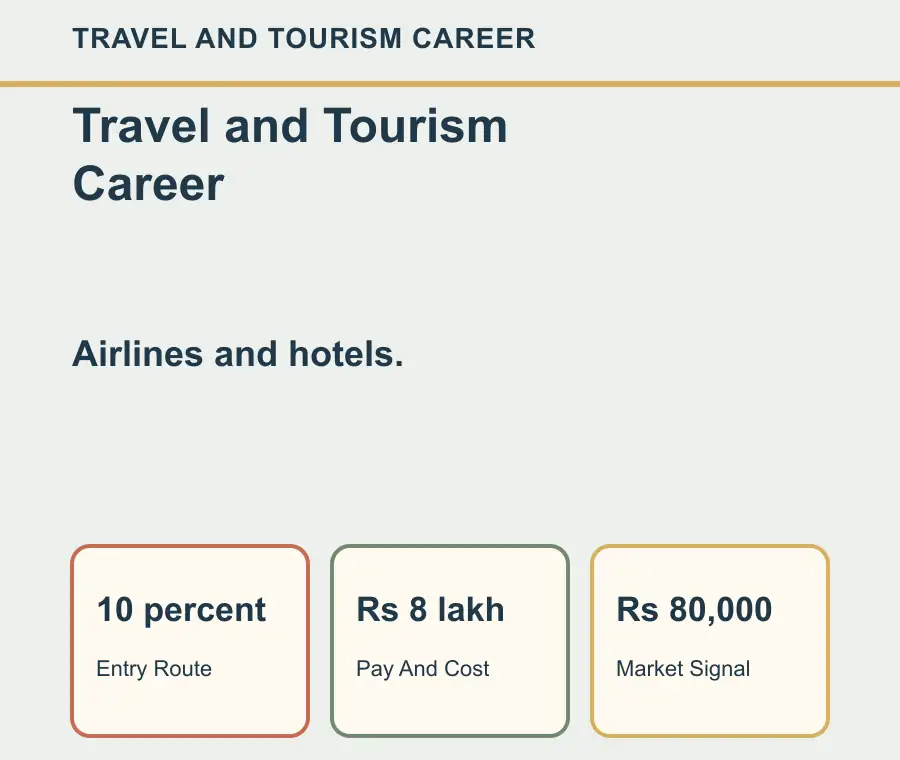 TRAVEL AND TOURISM CAREER
Travel and Tourism
Career
Airlines and hotels.
10 percent
Entry Route
Rs 8 lakh
Pay And Cost
Rs 80,000
Market Signal